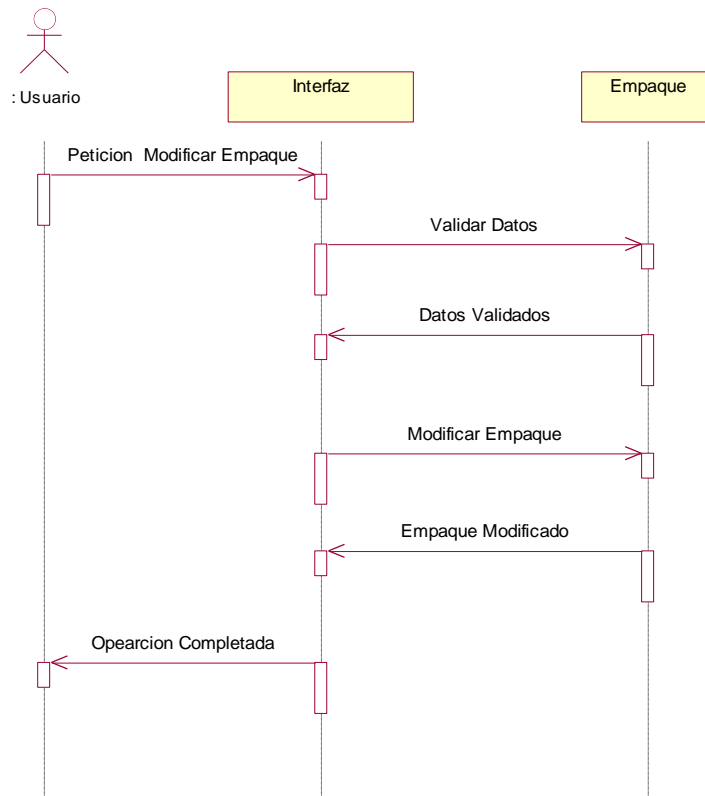 : Usuario
Interfaz
Empaque
Peticion Modificar Empaque
Validar Datos
Datos Validados
Modificar Empaque
Empaque Modificado
Opearcion Completada